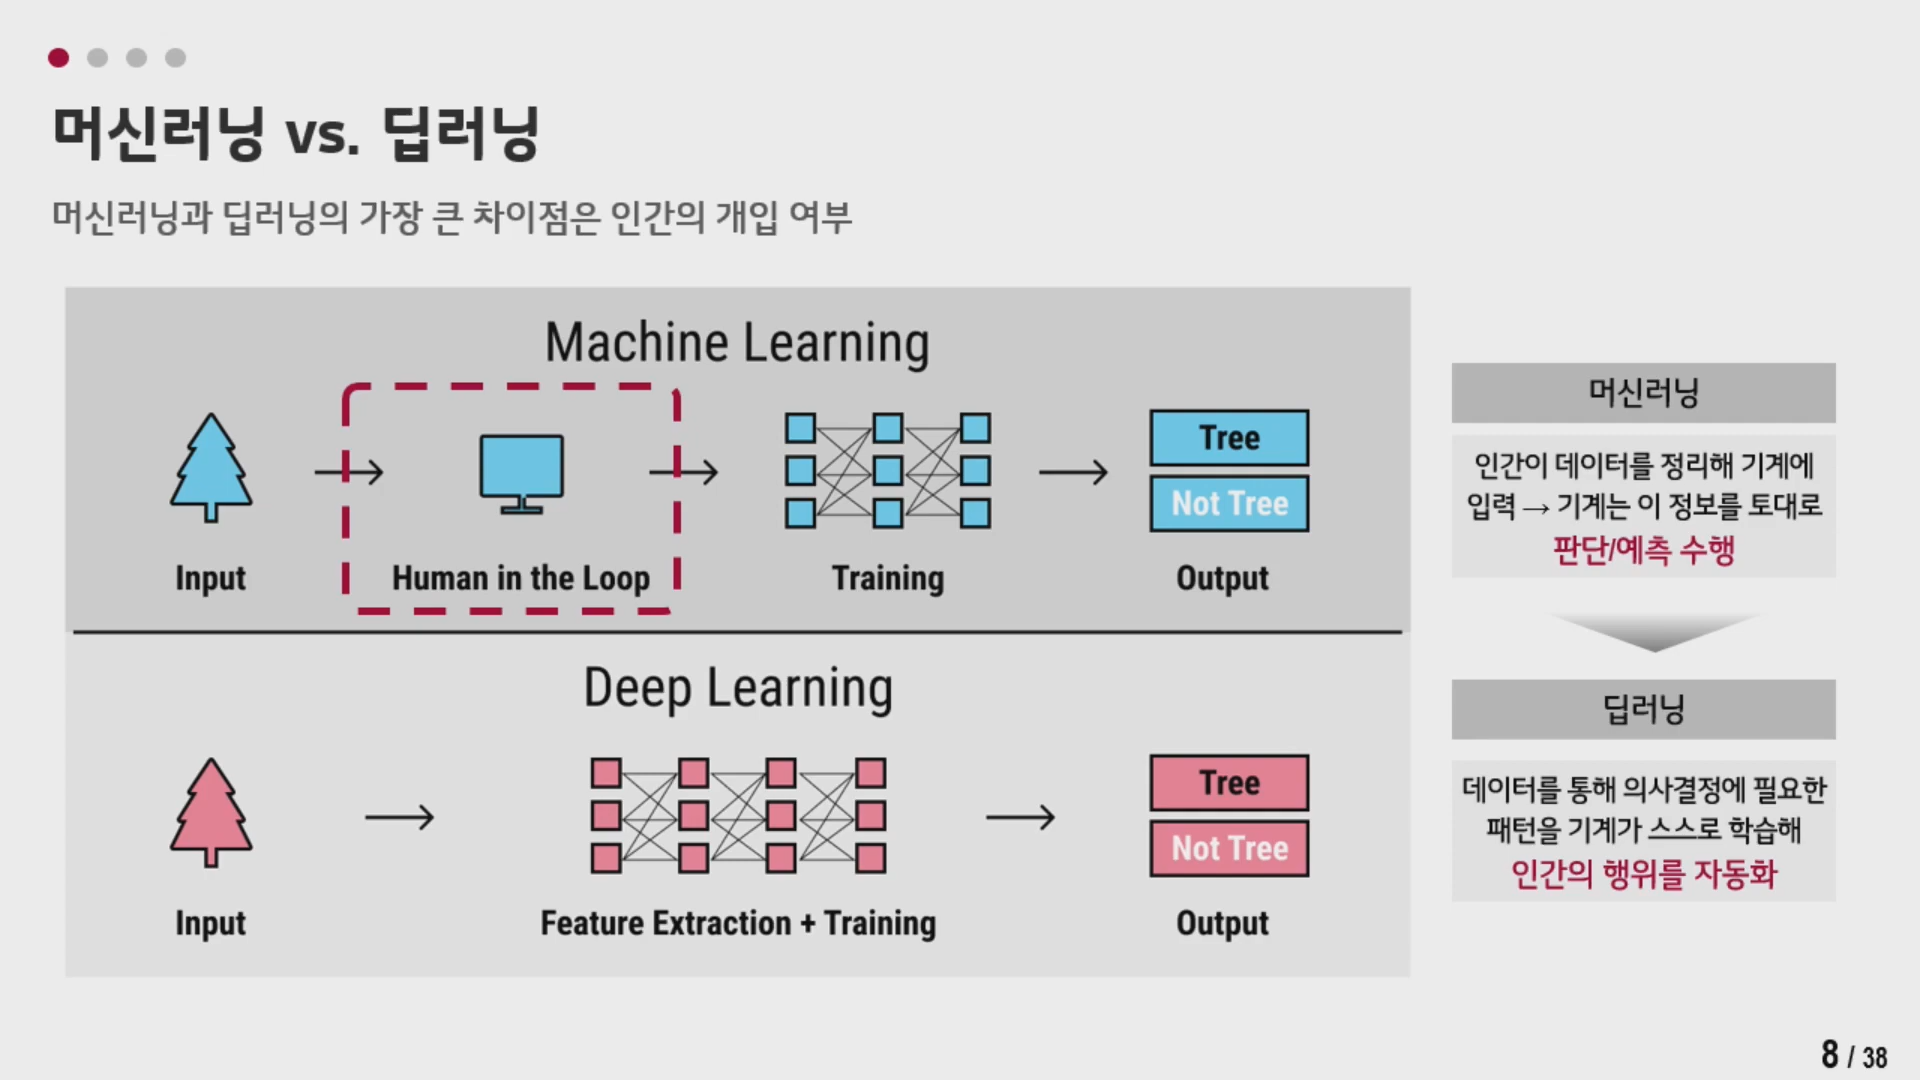 머신러닝 vs. 딥러닝
머신러닝과 딥러닝의 가장 큰 차이점은 인간의 개입 여부
Machine Learning
Tree
Not Tree
Input
Human in the Loop
Training
Output
Deep Learning
Tree
Not Tree
Input
Feature Extraction + Training
Output
머신러닝
인간이 데이터를 정리해 기계에
입력 → 기계는 이 정보를 토대로
판단/예측 수행
딥러닝
데이터를 통해 의사결정에 필요한
패턴을 기계가 스스로 학습해
인간의 행위를 자동화
8 / 38